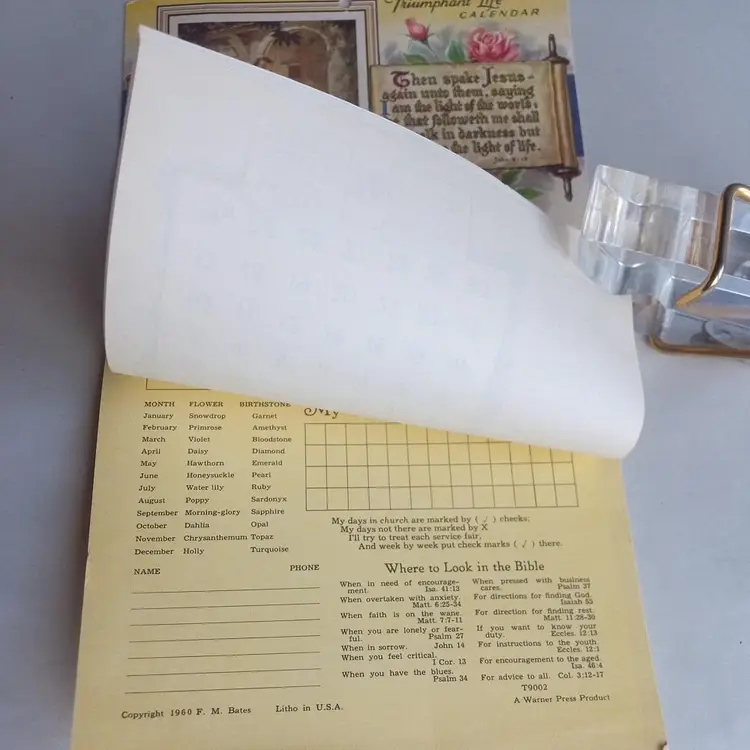 Triumphant Life
CALENDAR
Then spake Jesus
again unto them, saying
I am the light of the world:
that followeth me shall
walk in darkness but
the light of life.
John 8:12
MONTH FLOWER BIRTHSTONE
January Snowdrop Garnet
February Primrose Amethyst
March Violet Bloodstone
April Daisy Diamond
May Hawthorn Emerald
June Honeysuckle Pearl
July Water lily Ruby
August Poppy Sardonyx
September Morning-glory Sapphire
October Dahlia Opal
November Chrysanthemum Topaz
December Holly Turquoise
My
My days in church are marked by ( √ ) checks;
My days not there are marked by X
I'll try to treat each service fair,
And week by week put check marks ( √ ) there.
NAME PHONE
Where to Look in the Bible
When in need of encourage-
ment. Isa. 41:13
When overtaken with anxiety.
Matt. 6:25-34
When faith is on the wane.
Matt. 7:7-11
When you are lonely or fear-
ful. Psalm 27
When in sorrow. John 14
When you feel critical.
I Cor. 13
When you have the blues.
Psalm 34
When pressed with business
cares. Psalm 37
For directions for finding God.
Isaiah 55
For direction for finding rest.
Matt. 11:28-30
If you want to know your
duty. Eccles. 12:13
For instructions to the youth
Eccles. 12:1
For encouragement to the aged
Isa. 46:4
For advice to all. Col. 3:12-17
T9002
A Warner Press Product
Copyright 1960 F. M. Bates Litho in U.S.A.